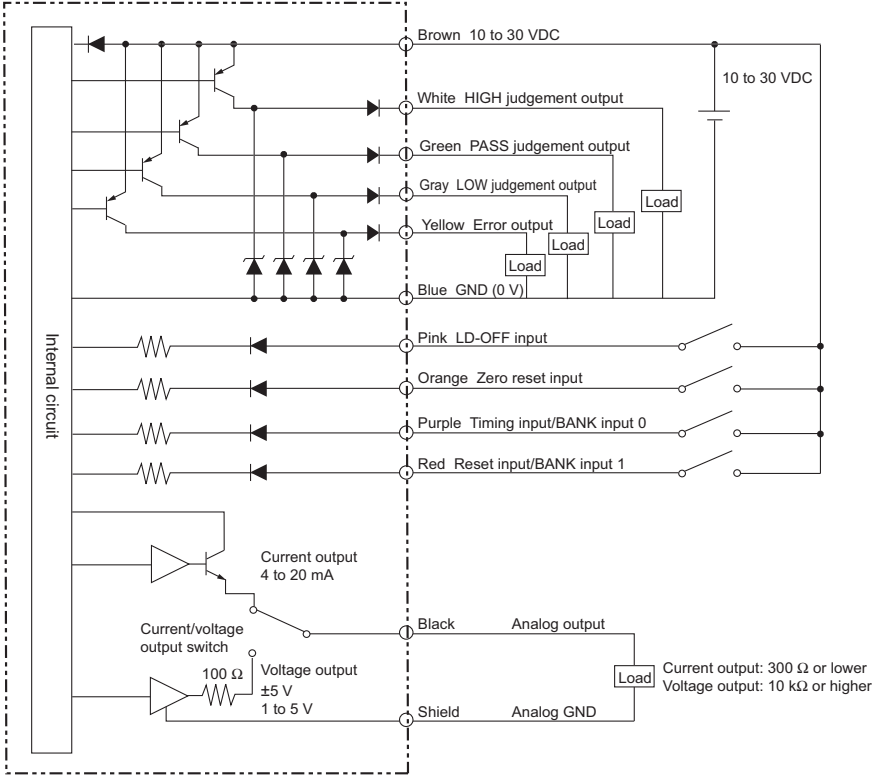 Brown 10 to 30 VDC
10 to 30 VDC
White HIGH judgement output
Green PASS judgement output
Gray LOW judgement output
Load
Load
Yellow Error output
Load
Load
Blue GND (0 V)
Internal circuit
Pink LD-OFF input
Orange Zero reset input
Purple Timing input/BANK input 0
Red Reset input/BANK input 1
Current output
4 to 20 mA
Current/voltage
output switch
Black Analog output
100 Ω
Voltage output
±5 V
1 to 5 V
Load
Current output: 300 Ω or lower
Voltage output: 10 kΩ or higher
Shield Analog GND